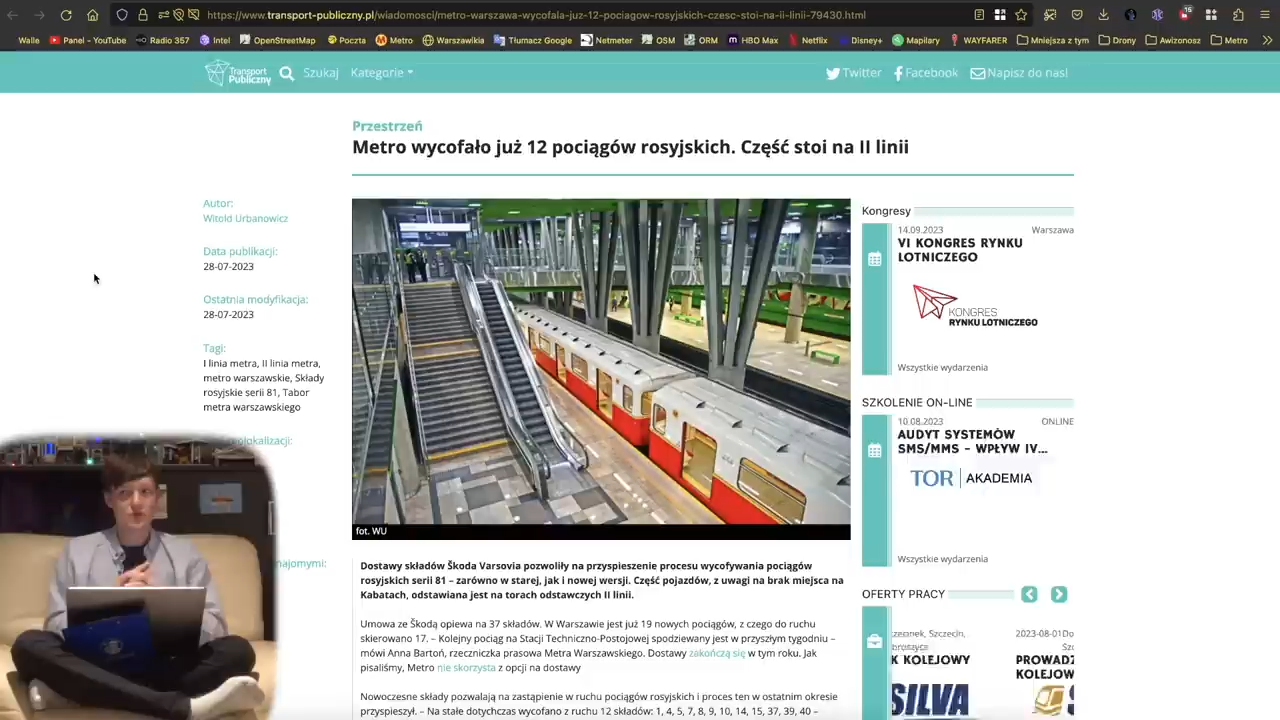 https://www.transport-publiczny.pl/wiadomosci/metro-warszawa-wycofala-juz-12-pociagow-rosyjskich-czesc-stoi-na-ii-linii-79430.html
15
Walle
Panel - YouTube
Radio 357
Intel
OpenStreetMap
Poczta
Metro
Warszawikia
Tłumacz Google
Netmeter
OSM
ORM
HBO Max
Netflix
Disney+
Mapilary
WAYFARER
Mniejsza z tym
Drony
Awizonosz
Metro
Transport Publiczny
Szukaj
Kategorie
Twitter
Facebook
Napisz do nas!
Przestrzeń
Metro wycofało już 12 pociągów rosyjskich. Część stoi na II linii
Autor:
Witold Urbanowicz
Data publikacji:
28-07-2023
Ostatnia modyfikacja:
28-07-2023
Tagi:
I linia metra, II linia metra,
metro warszawskie, Składy
rosyjskie serii 81, Tabor
metra warszawskiego
lokalizacji:
najomymi:
fot. WU
Dostawy składów Škoda Varsovia pozwoliły na przyspieszenie procesu wycofywania pociągów
rosyjskich serii 81 – zarówno w starej, jak i nowej wersji. Część pojazdów, z uwagi na brak miejsca na
Kabatach, odstawiana jest na torach odstawczych II linii.
Umowa ze Škodą opiewa na 37 składów. W Warszawie jest już 19 nowych pociągów, z czego do ruchu
skierowano 17. – Kolejny pociąg na Stacji Techniczno-Postojowej spodziewany jest w przyszłym tygodniu –
mówi Anna Bartoń, rzeczniczka prasowa Metra Warszawskiego. Dostawy zakończą się w tym roku. Jak
pisaliśmy, Metro nie skorzysta z opcji na dostawy
Nowoczesne składy pozwalają na zastąpienie w ruchu pociągów rosyjskich i proces ten w ostatnim okresie
przyspieszył. – Na stałe dotychczas wycofano z ruchu 12 składów: 1, 4, 5, 7, 8, 9, 10, 14, 15, 37, 39, 40 –
Kongresy
14.09.2023
Warszawa
VI KONGRES RYNKU
LOTNICZEGO
KONGRES
RYNKU LOTNICZEGO
Wszystkie wydarzenia
SZKOLENIE ON-LINE
10.08.2023
ONLINE
AUDYT SYSTEMÓW
SMS/MMS – WPŁYW IV...
TOR AKADEMIA
Wszystkie wydarzenia
OFERTY PRACY
Szczecin,
2023-08-01
K KOLEJOWY
PROWADZ
KOLEJOW
SILVA